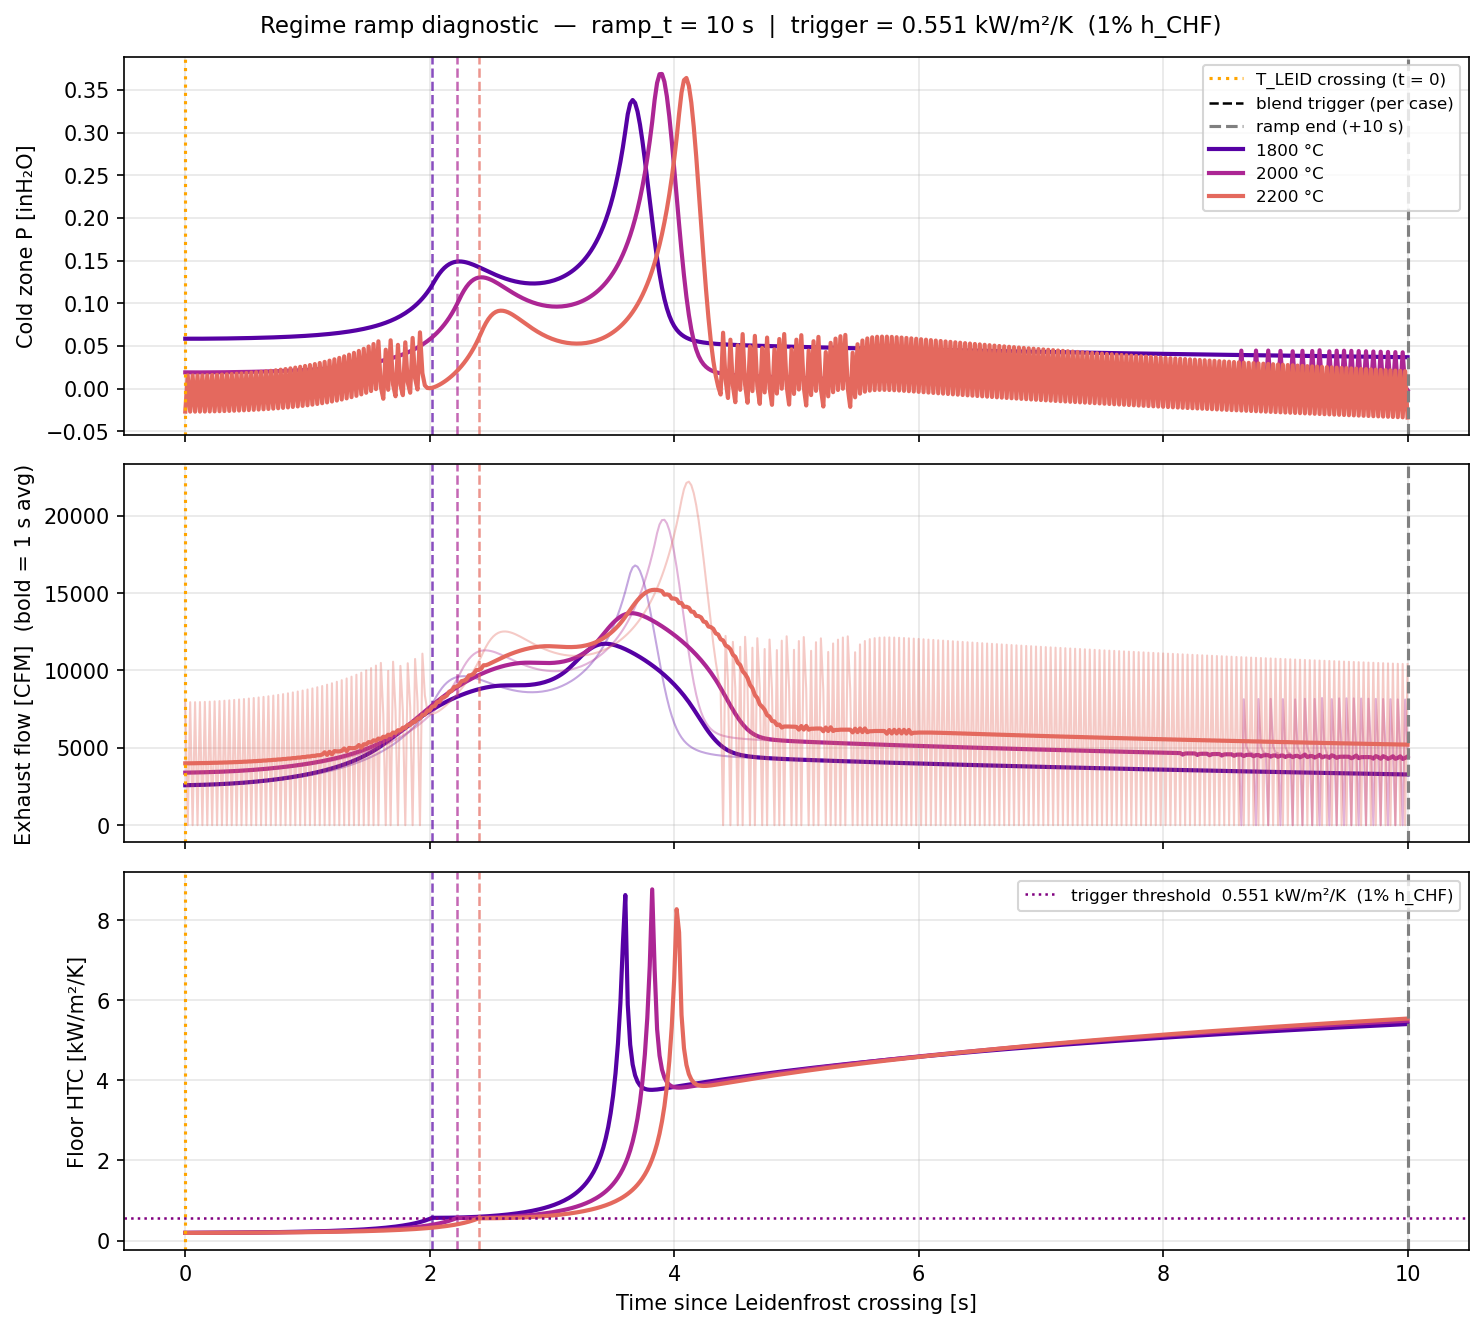 Regime ramp diagnostic — ramp_t = 10 s | trigger = 0.551 kW/m²/K (1% h_CHF)
Cold zone P [inH₂O]
0.35
0.30
0.25
0.20
0.15
0.10
0.05
0.00
−0.05
T_LEID crossing (t = 0)
blend trigger (per case)
ramp end (+10 s)
1800 °C
2000 °C
2200 °C
Exhaust flow [CFM] (bold = 1 s avg)
20000
15000
10000
5000
0
Floor HTC [kW/m²/K]
8
6
4
2
0
trigger threshold 0.551 kW/m²/K (1% h_CHF)
0 2 4 6 8 10
Time since Leidenfrost crossing [s]